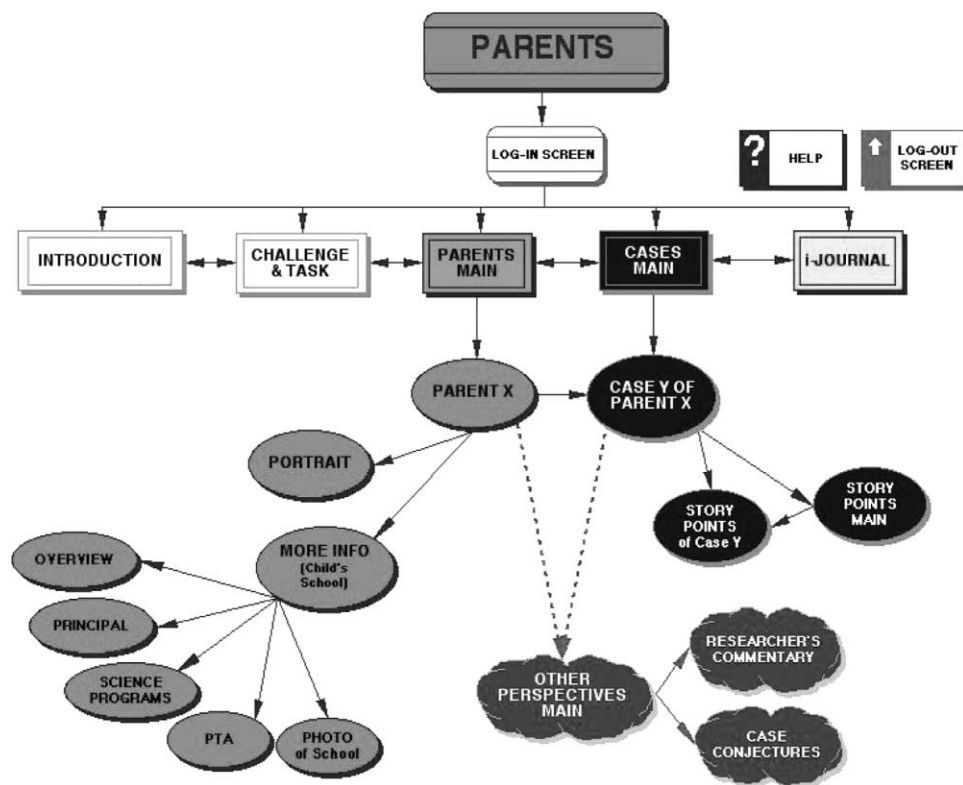 PARENTS
LOG-IN SCREEN
?
HELP
LOG-OUT
SCREEN
INTRODUCTION
CHALLENGE
& TASK
PARENTS
MAIN
CASES
MAIN
i-JOURNAL
PARENT X
CASE Y OF
PARENT X
PORTRAIT
STORY
POINTS
of Case Y
STORY
POINTS
MAIN
MORE INFO
(Child's
School)
OVERVIEW
PRINCIPAL
SCIENCE
PROGRAMS
PTA
PHOTO
of School
OTHER
PERSPECTIVES
MAIN
RESEARCHER'S
COMMENTARY
CASE
CONJECTURES